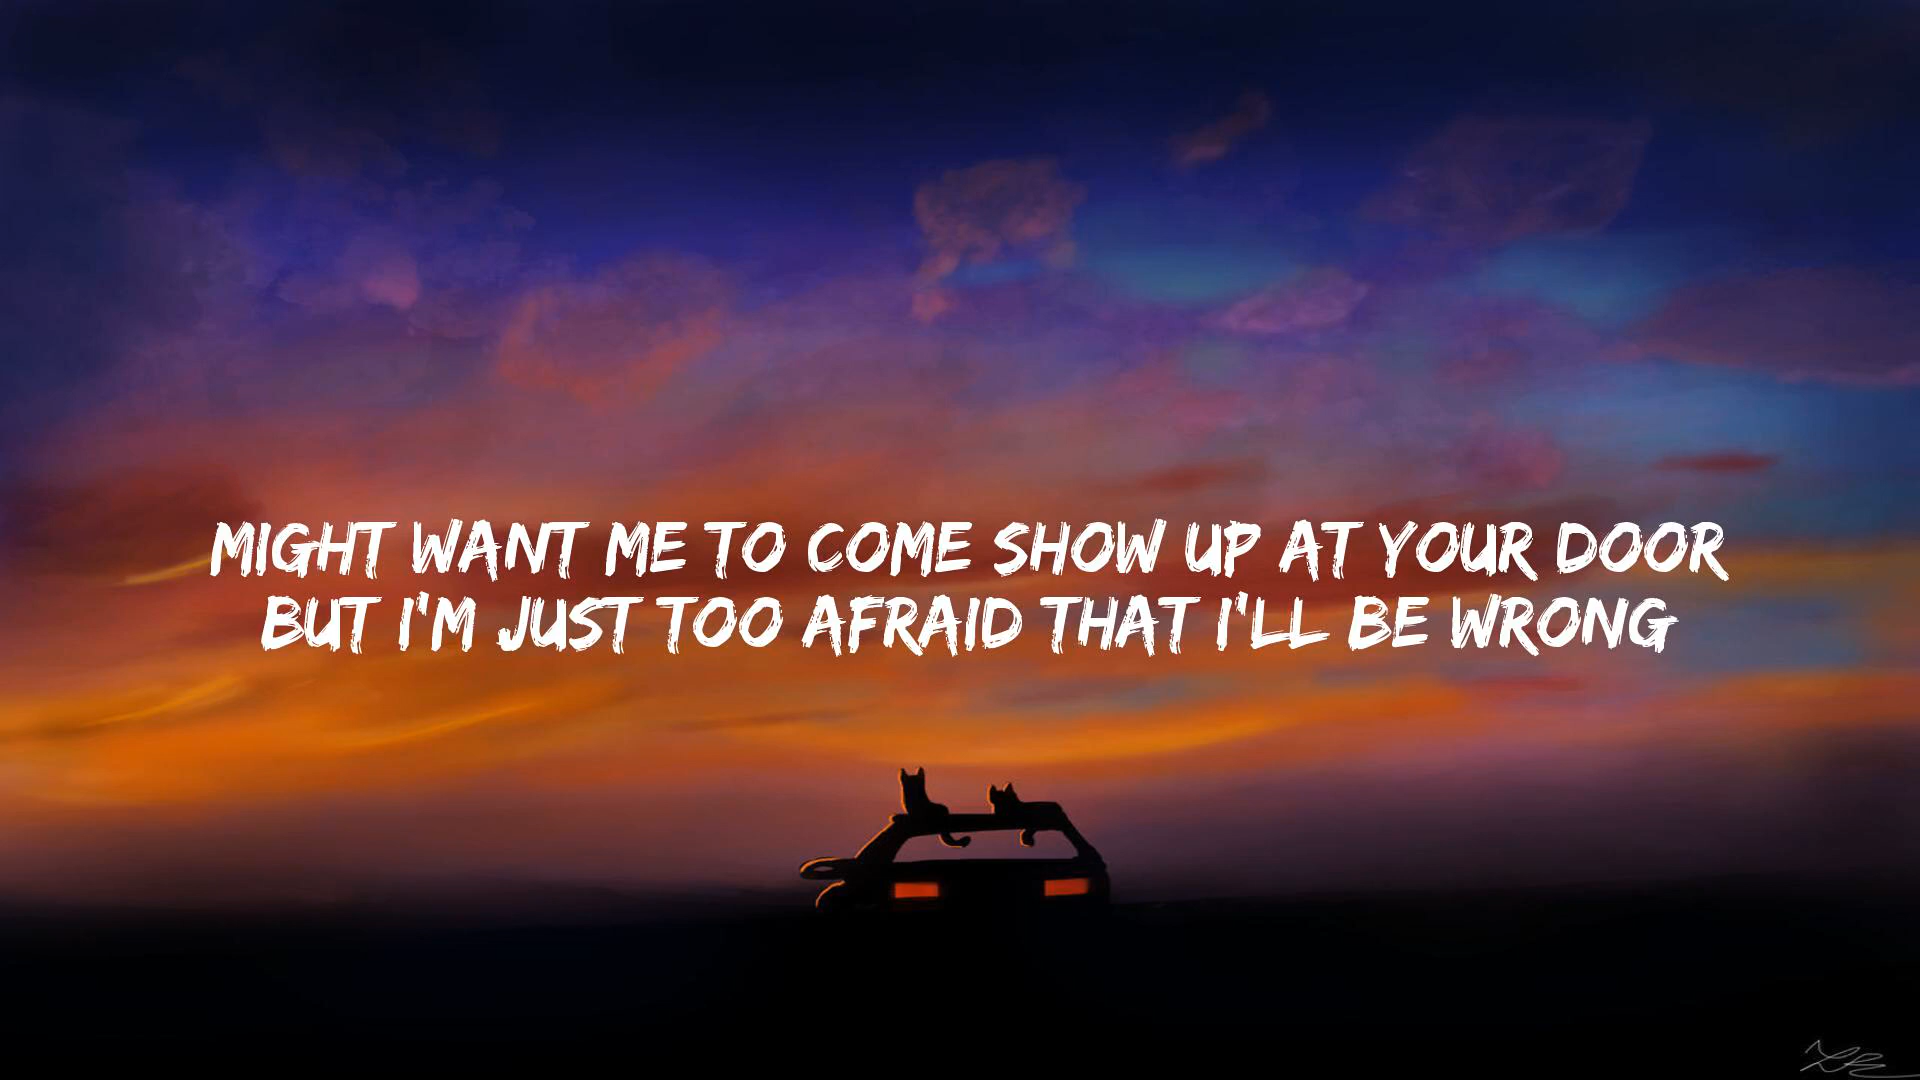 MIGHT WANT ME TO COME SHOW UP AT YOUR DOOR
BUT I'M JUST TOO AFRAID THAT I'LL BE WRONG